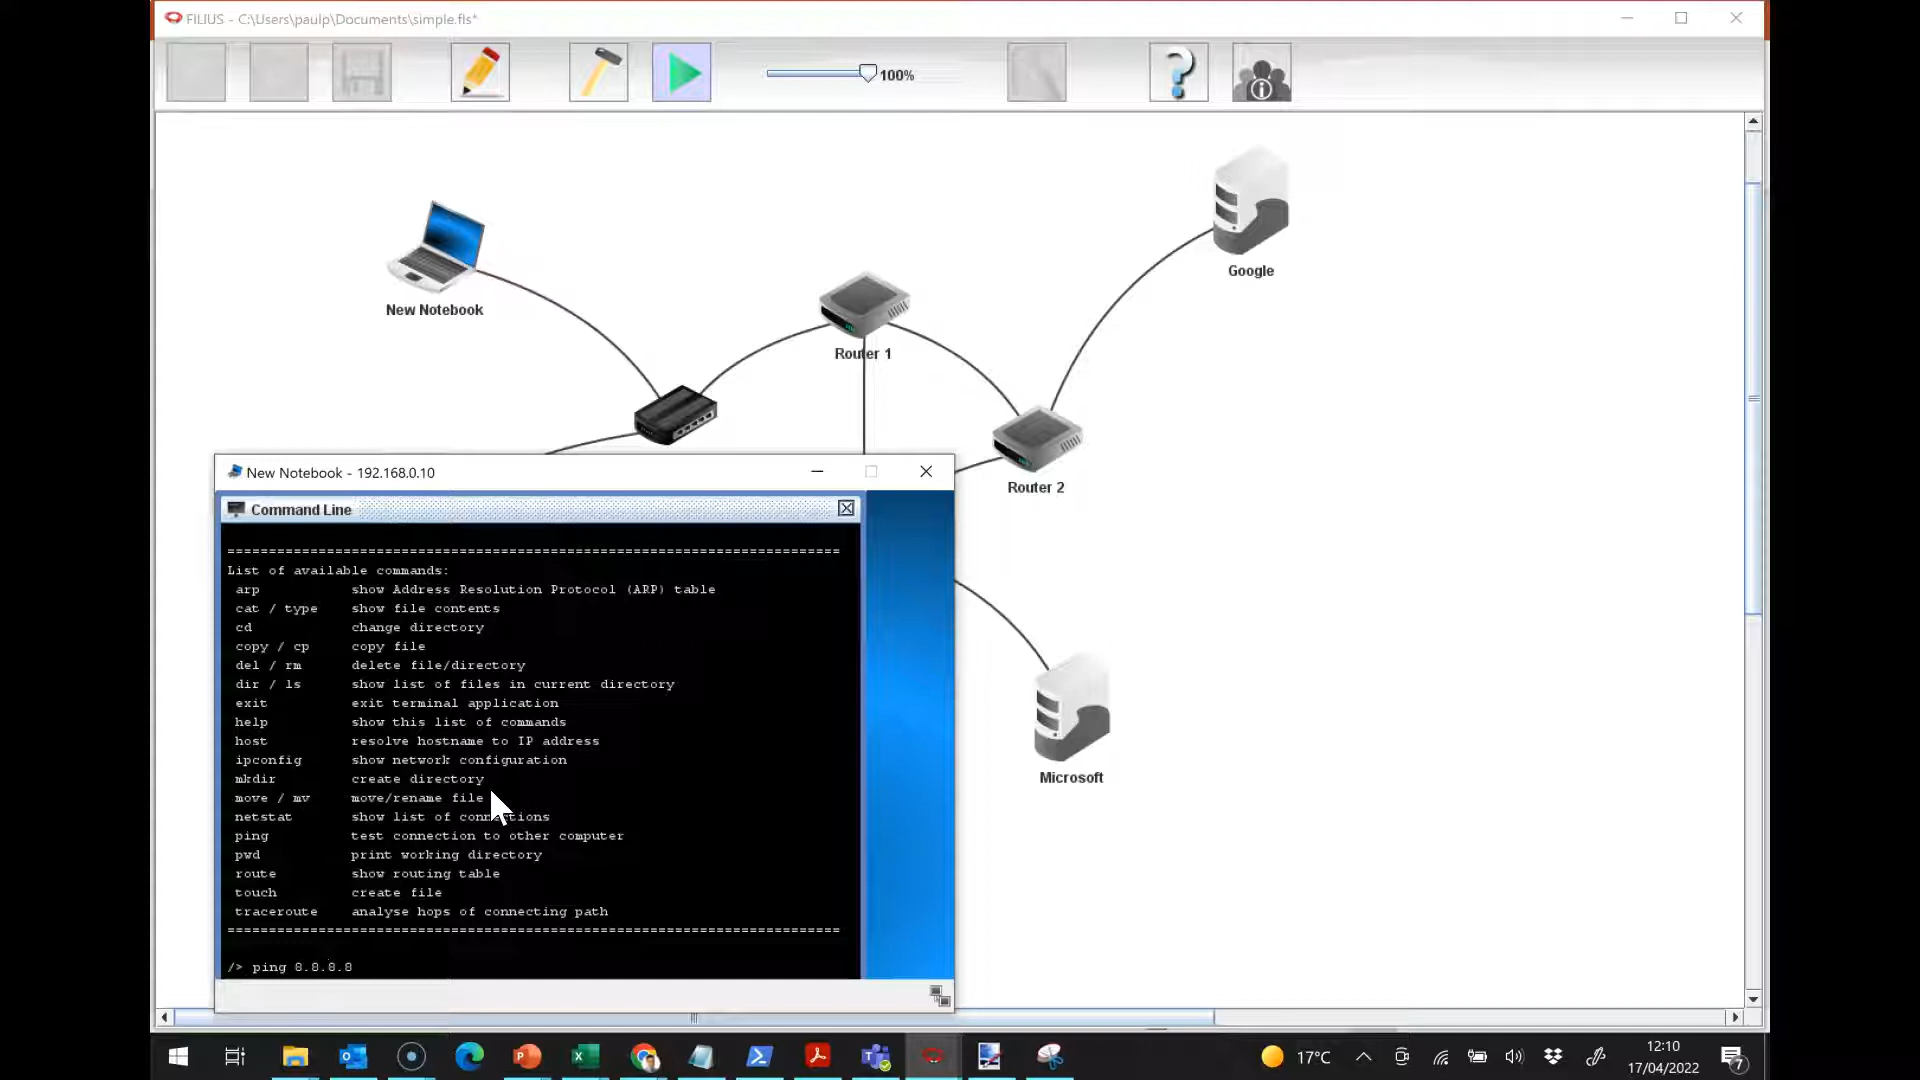 FILIUS - C:\Users\paulp\Documents\simple.fls*
100%
Google
New Notebook
Router 1
Router 2
New Notebook - 192.168.0.10
Command Line
==========================================================================
List of available commands:
arp show Address Resolution Protocol (ARP) table
cat / type show file contents
cd change directory
copy / cp copy file
del / rm delete file/directory
dir / ls show list of files in current directory
exit exit terminal application
help show this list of commands
host resolve hostname to IP address
ipconfig show network configuration
mkdir create directory
move / mv move/rename file
netstat show list of connections
ping test connection to other computer
pwd print working directory
route show routing table
touch create file
traceroute analyse hops of connecting path
==========================================================================
/> ping 8.8.8.8
Microsoft
17°C
12:10
17/04/2022
7